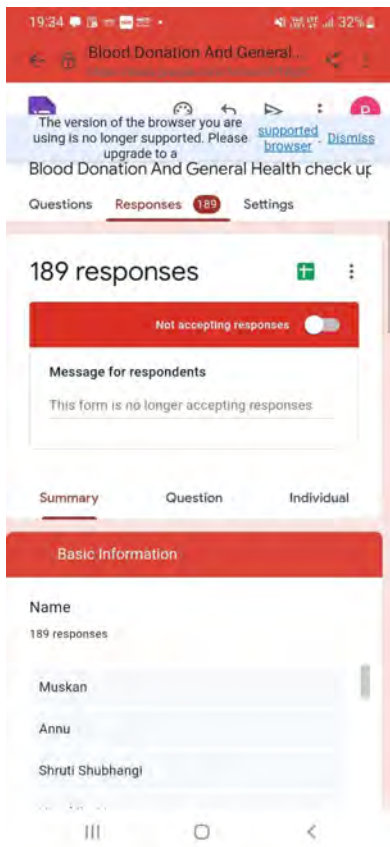 19:34
32%
Blood Donation And General...
P
The version of the browser you are
using is no longer supported. Please
upgrade to a
supported
browser
. Dismiss
Blood Donation And General Health check up
Questions Responses 189 Settings
189 responses
Not accepting responses
Message for respondents
This form is no longer accepting responses
Summary Question Individual
Basic Information
Name
189 responses
Muskan
Annu
Shruti Shubhangi